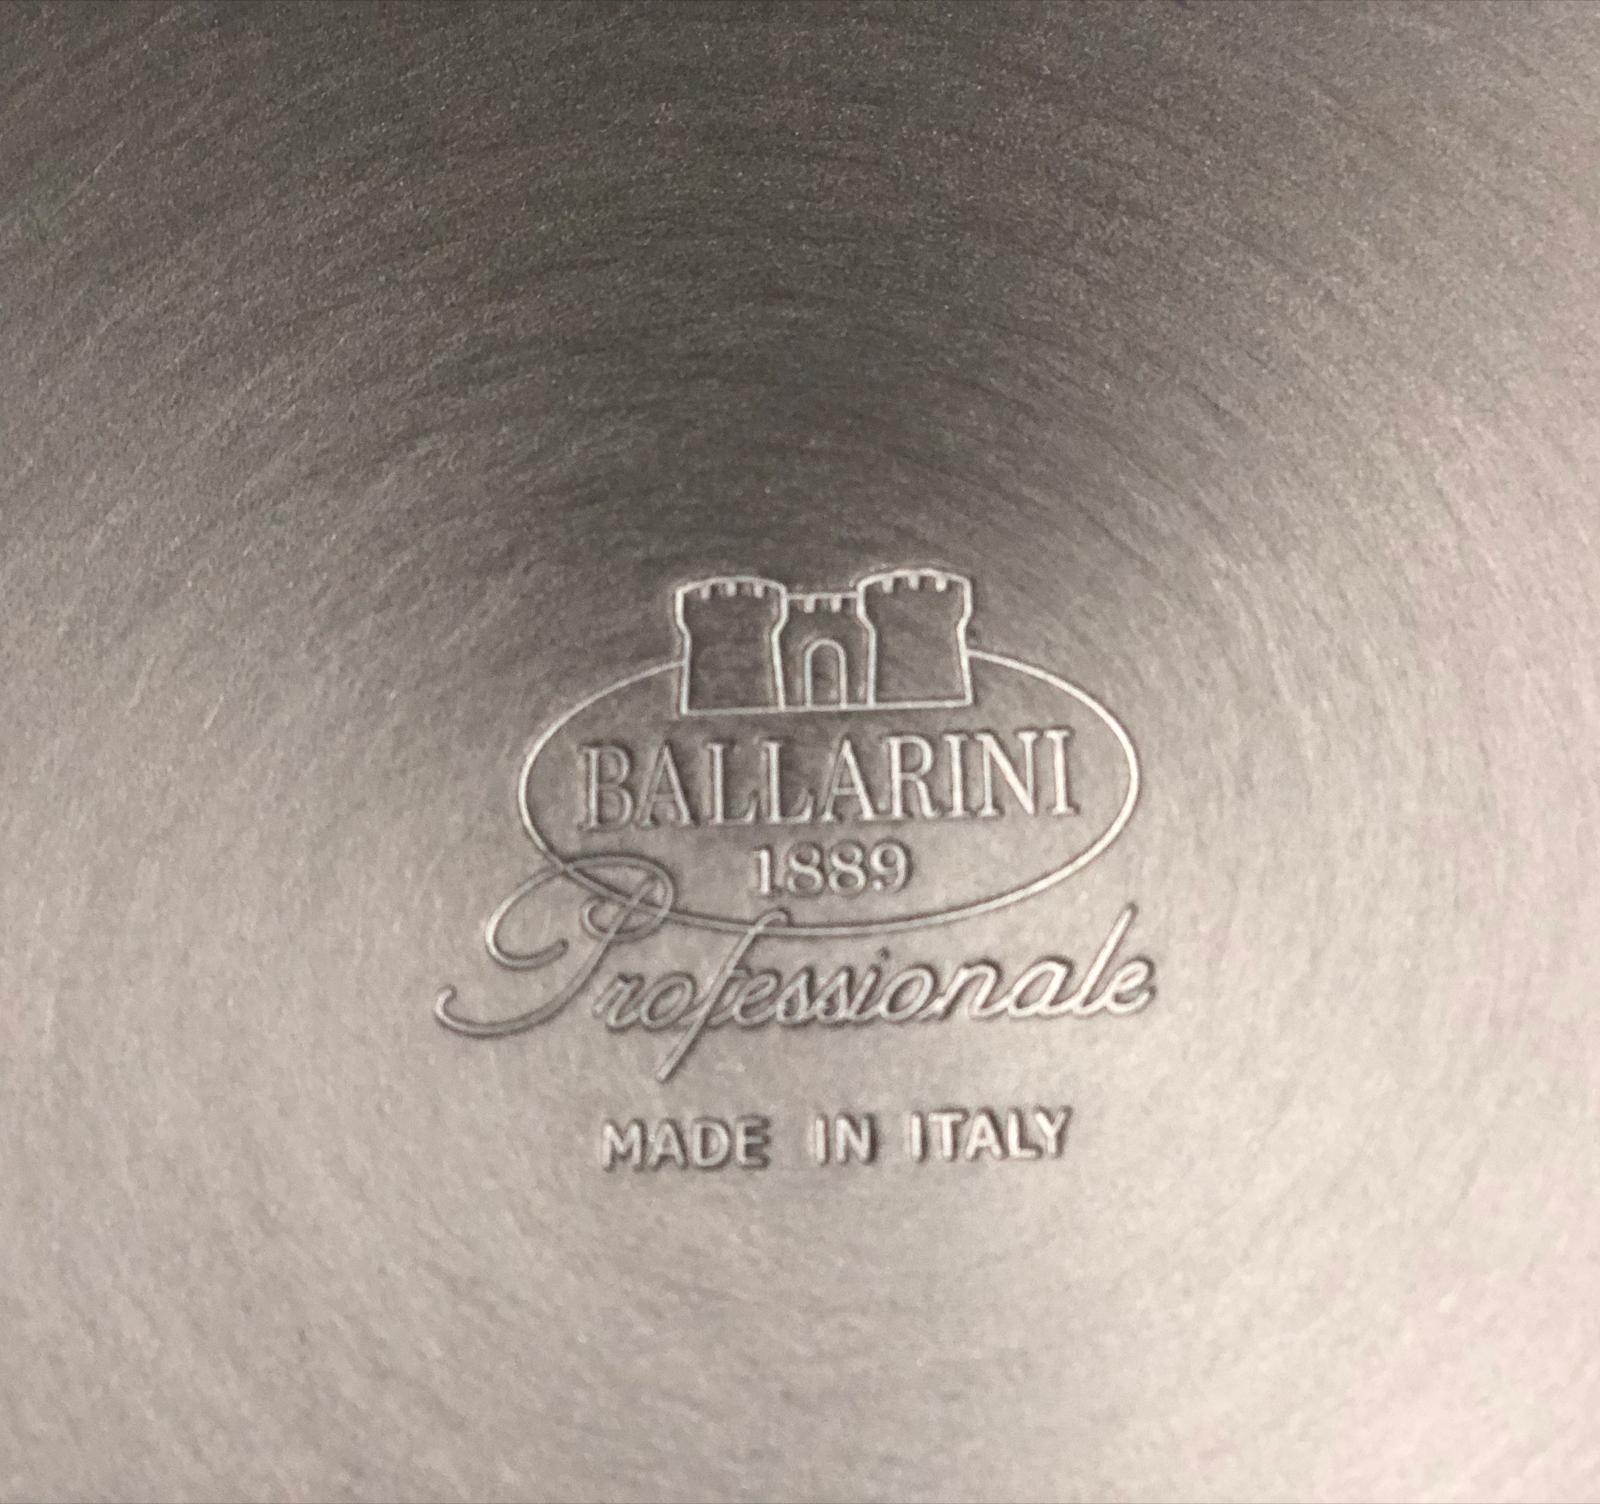 BALLARINI
1889
Professionale
MADE IN ITALY